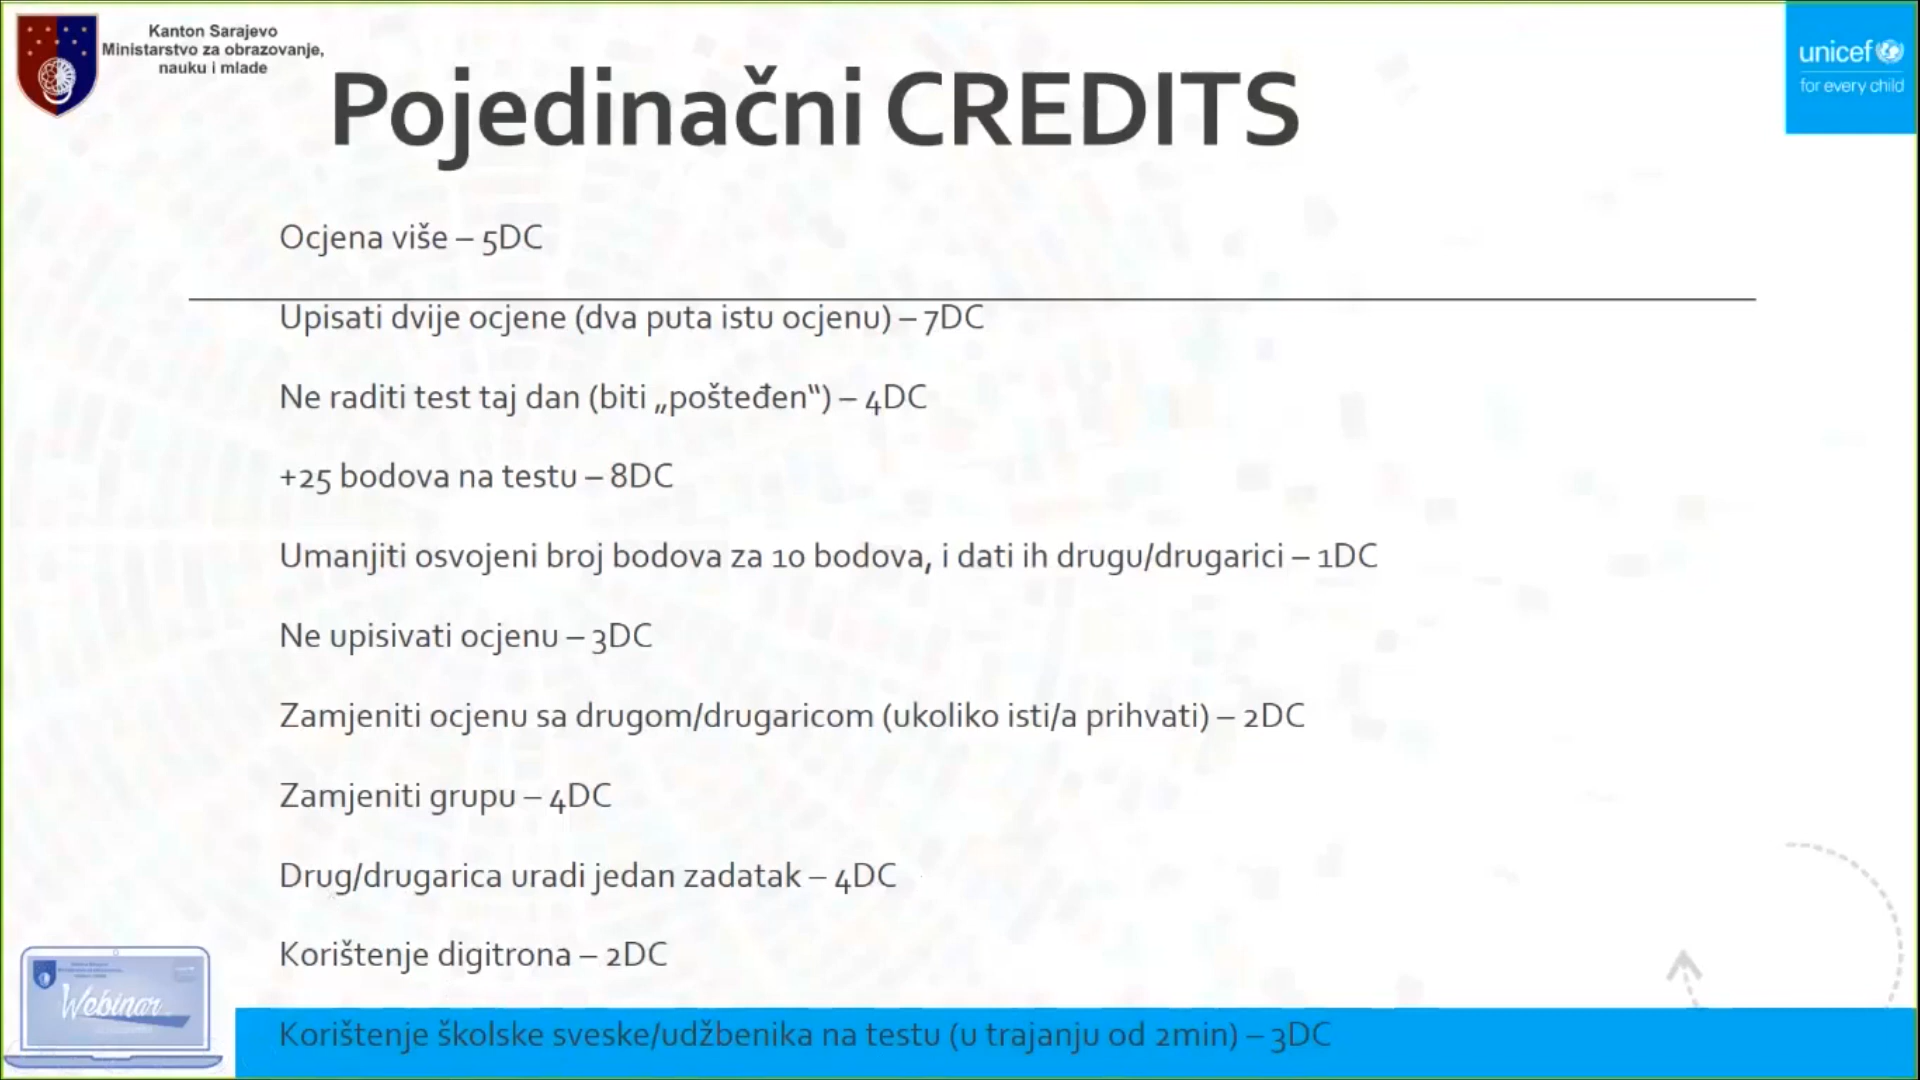 Kanton Sarajevo
Ministarstvo za obrazovanje,
nauku i mlade
unicef
for every child
Pojedinačni CREDITS
Ocjena više – 5DC
Upisati dvije ocjene (dva puta istu ocjenu) – 7DC
Ne raditi test taj dan (biti „pošteđen“) – 4DC
+25 bodova na testu – 8DC
Umanjiti osvojeni broj bodova za 10 bodova, i dati ih drugu/drugarici – 1DC
Ne upisivati ocjenu – 3DC
Zamjeniti ocjenu sa drugom/drugaricom (ukoliko isti/a prihvati) – 2DC
Zamjeniti grupu – 4DC
Drug/drugarica uradi jedan zadatak – 4DC
Korištenje digitrona – 2DC
Webinar
Korištenje školske sveske/udžbenika na testu (u trajanju od 2min) – 3DC